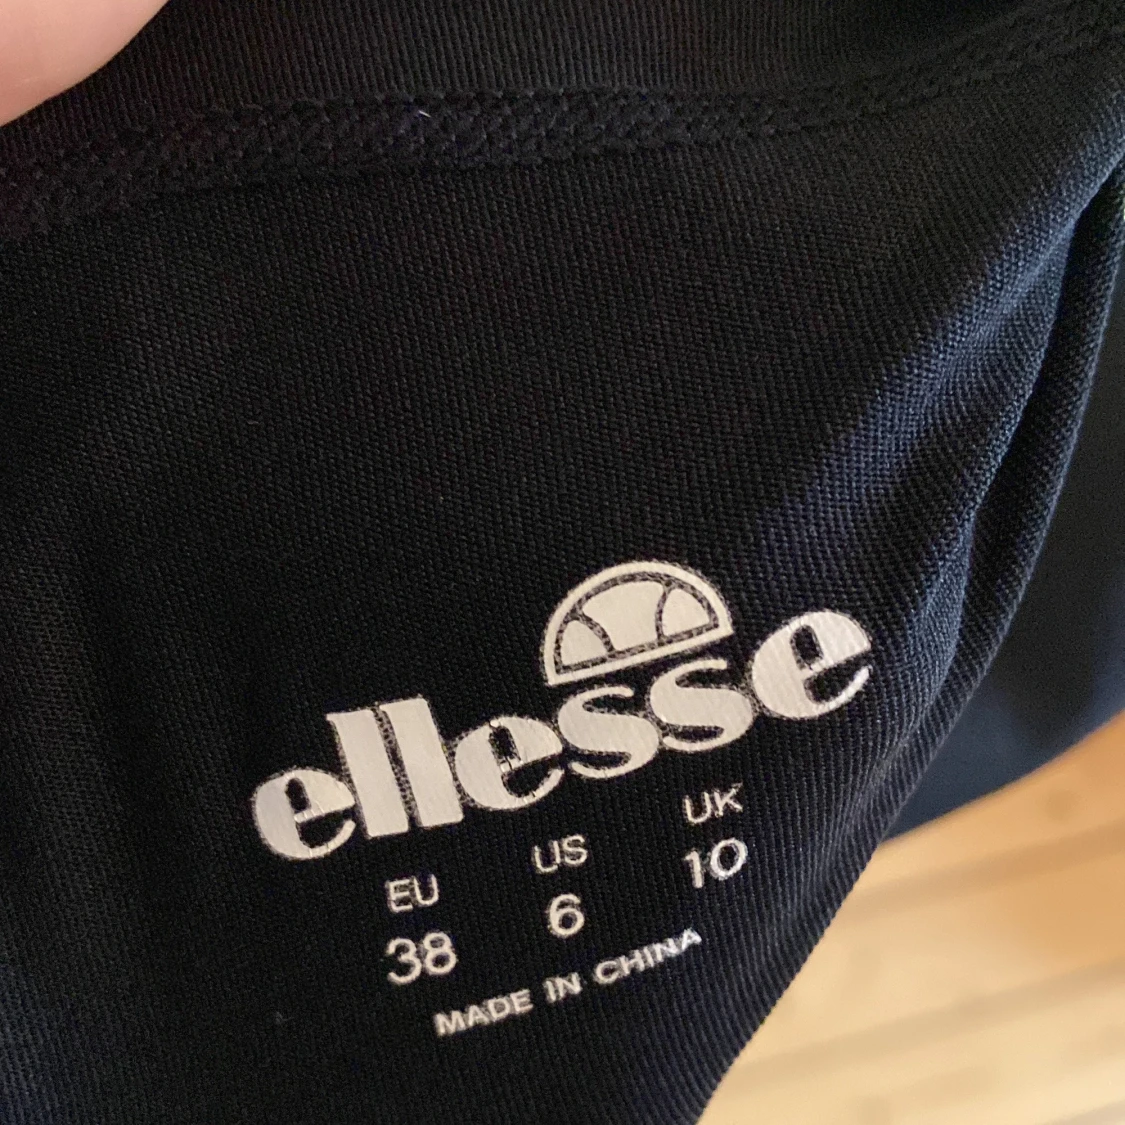 ellesse
EU US UK
38 6 10
MADE IN CHINA